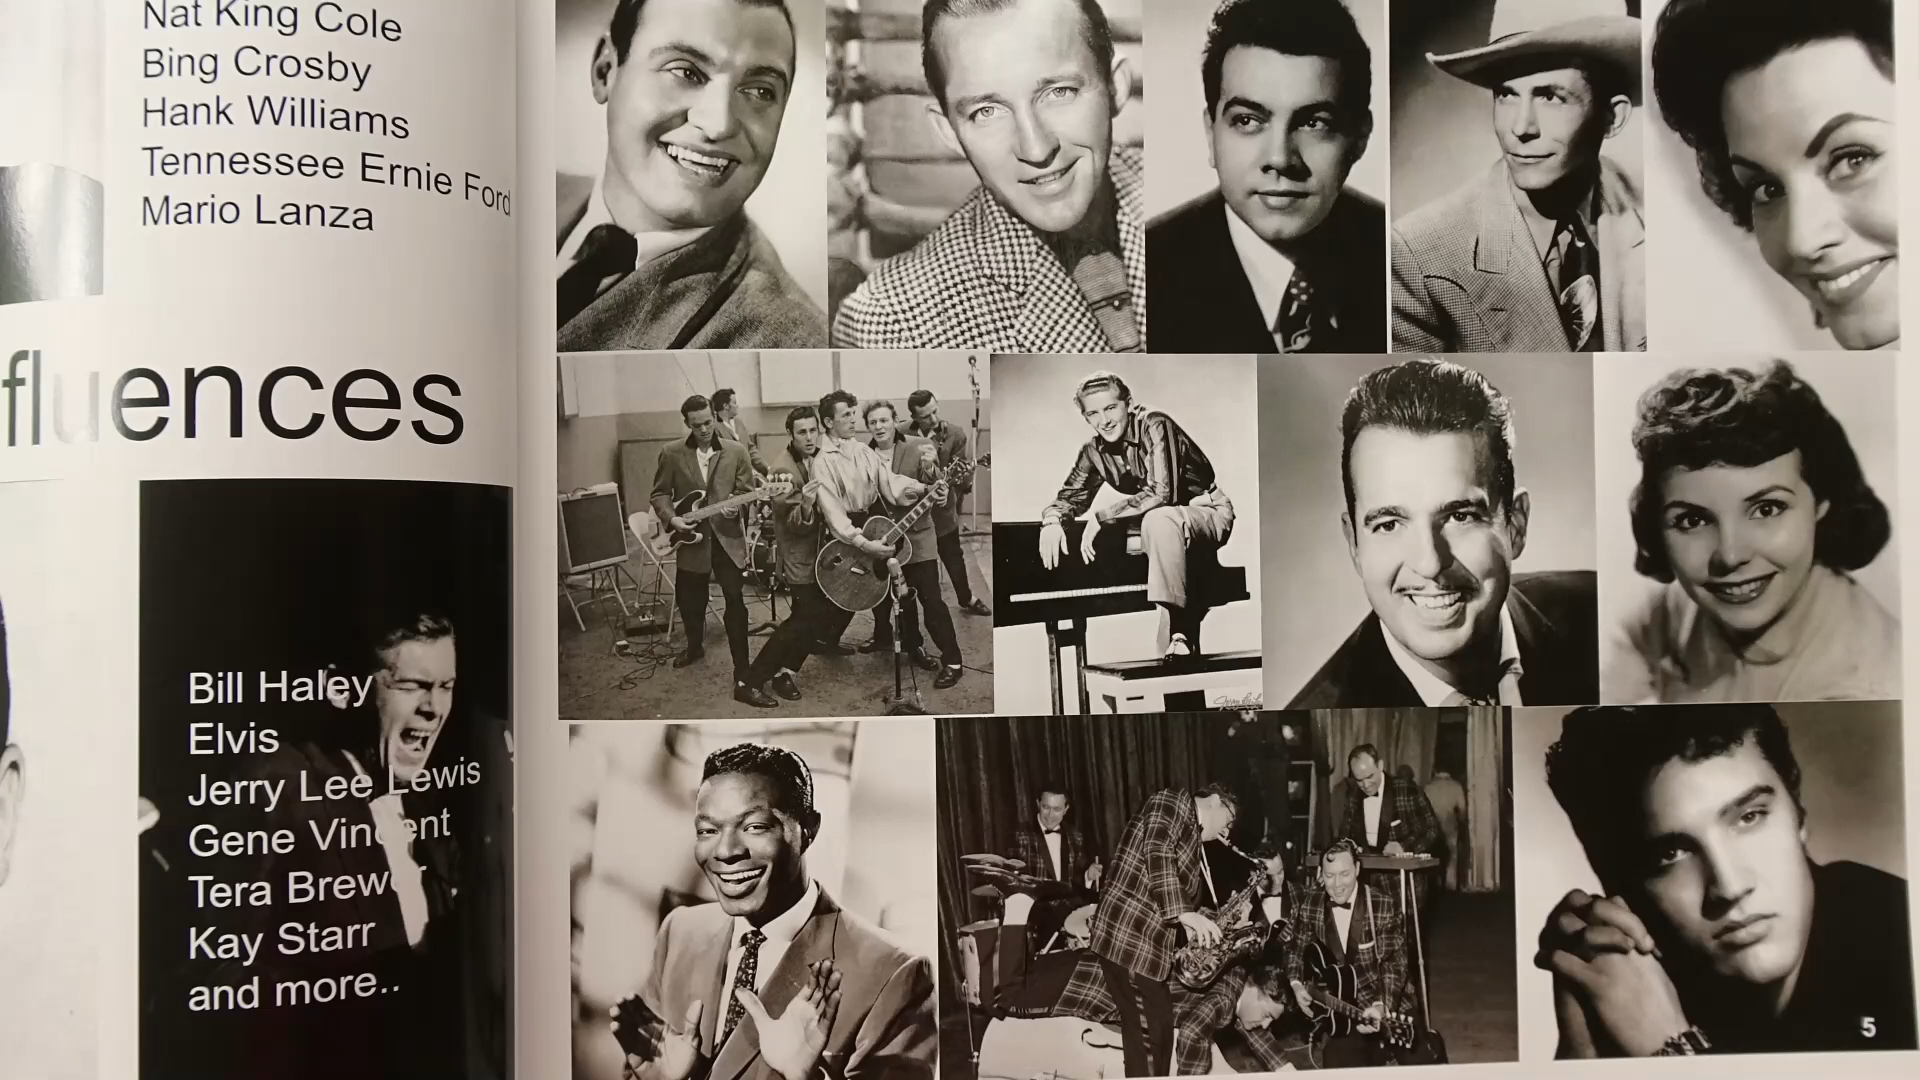 Nat King Cole
Bing Crosby
Hank Williams
Tennessee Ernie Ford
Mario Lanza
fluences
Bill Haley
Elvis
Jerry Lee Lewis
Gene Vincent
Tera Brewer
Kay Starr
and more..
5